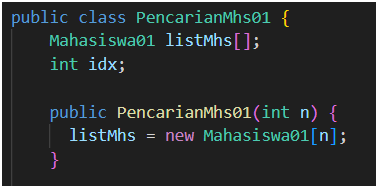 public class PencarianMhs01 {
Mahasiswa01 listMhs[];
int idx;
public PencarianMhs01(int n) {
listMhs = new Mahasiswa01[n];
}